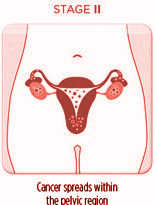 STAGE II
Cancer spreads within
the pelvic region